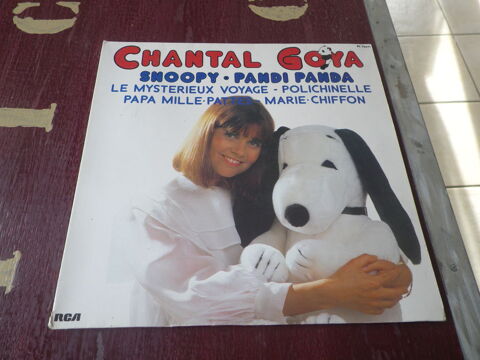 CHANTAL GOYA
SNOOPY • PANDI PANDA
LE MYSTERIEUX VOYAGE - POLICHINELLE
PAPA MILLE-PATTES - MARIE-CHIFFON
RCA